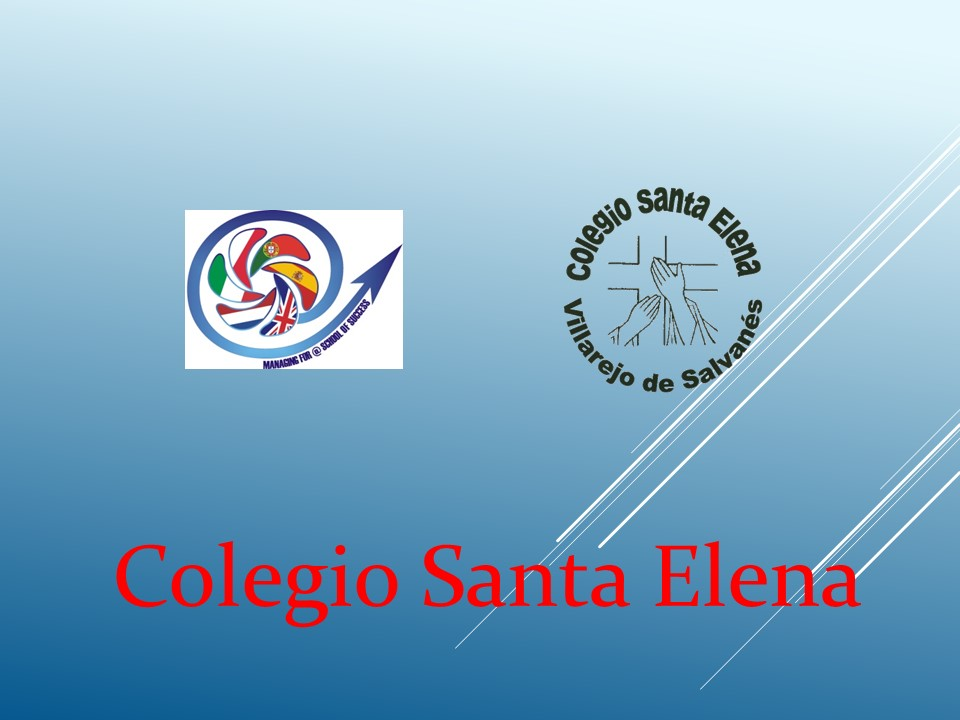 MANAGING FOR @ SCHOOL OF SUCCESS
Colegio Santa Elena
Villarejo de Salvanés
Colegio Santa Elena